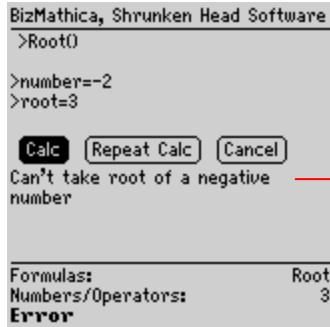 BizMathica, Shrunken Head Software
>Root()
>number=-2
>root=3
Calc Repeat Calc Cancel
Can't take root of a negative
number
Formulas: Root
Numbers/Operators: 3
Error